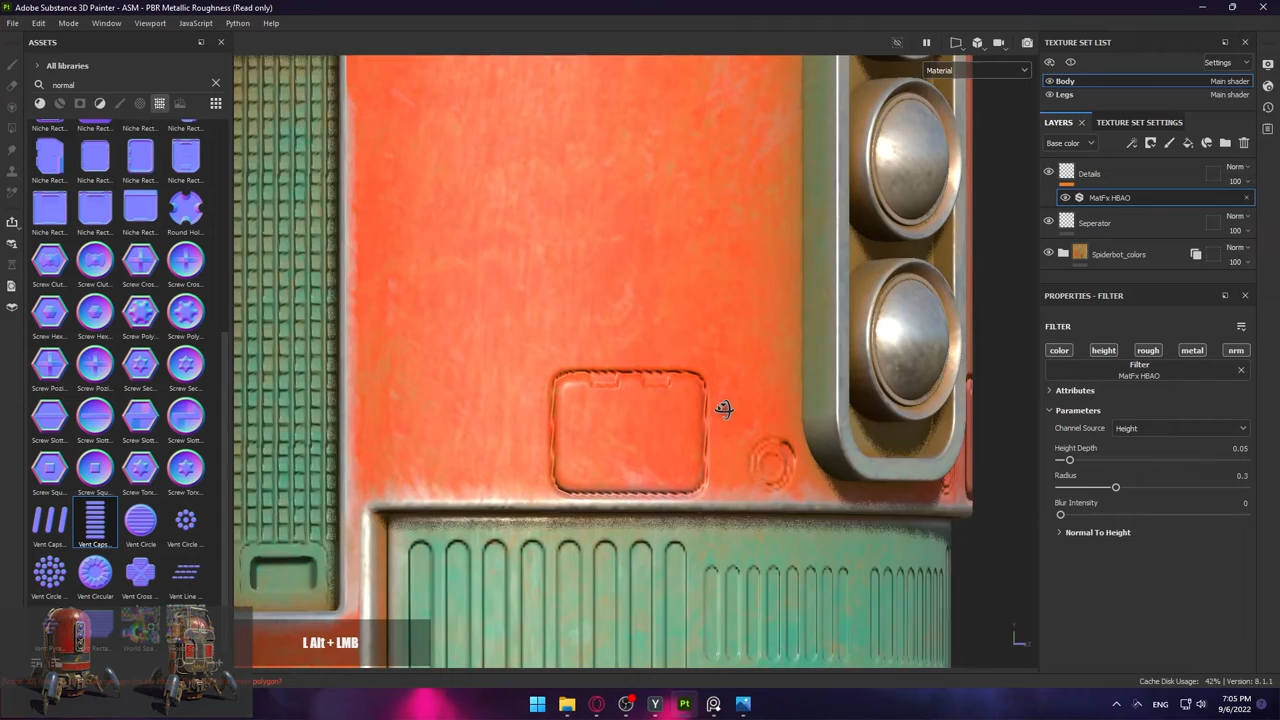 Adobe Substance 3D Painter - ASM - PBR Metallic Roughness (Read only)
File Edit Mode Window Viewport JavaScript Python Help
ASSETS
All libraries
normal
Niche Rect... Niche Rect... Niche Rect... Niche Rect...
Niche Rect... Niche Rect... Niche Rect... Niche Rect...
Niche Rect... Niche Rect... Niche Rect... Round Hol...
Screw Clut... Screw Clut... Screw Cros... Screw Cros...
Screw Hex... Screw Hex... Screw Poly... Screw Poly...
Screw Pozi... Screw Pozi... Screw Sec... Screw Sec...
Screw Slott... Screw Slott... Screw Slott... Screw Slott...
Screw Squ... Screw Squ... Screw Torx... Screw Torx...
Vent Caps... Vent Caps... Vent Circle Vent Circle ...
Vent Circle ... Vent Circular Vent Cross ... Vent Line ...
L Alt + LMB
polygon?
Material
TEXTURE SET LIST
Settings
Body Main shader
Legs Main shader
LAYERS TEXTURE SET SETTINGS
Base color
Details Norm
100
MatFx HBAO
Seperator Norm
100
Spiderbot_colors Norm
100
PROPERTIES - FILTER
FILTER
color height rough metal nrm
Filter
MatFx HBAO
Attributes
Parameters
Channel Source Height
Height Depth 0.05
Radius 0.3
Blur Intensity 0
Normal To Height
Cache Disk Usage: 42% | Version: 8.1.1
ENG
7:05 PM
9/6/2022